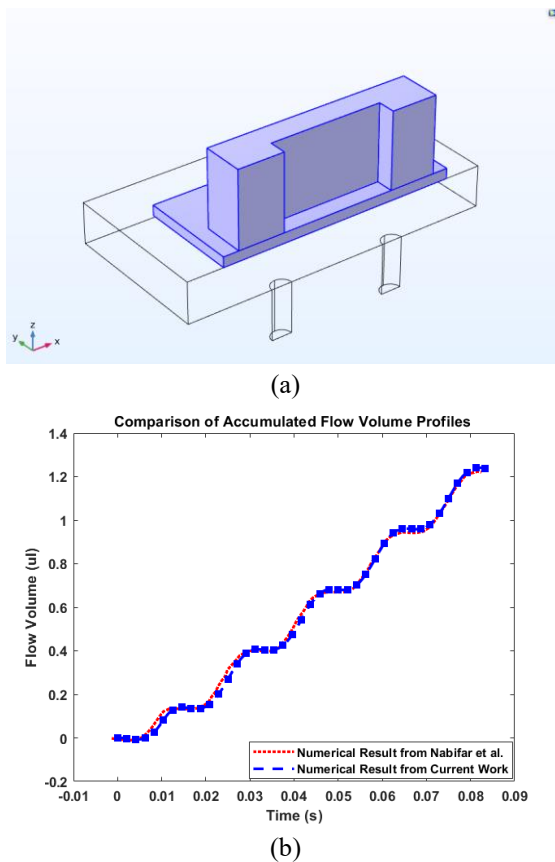 z
y
x
(a)
Comparison of Accumulated Flow Volume Profiles
1.4
1.2
1
0.8
0.6
0.4
0.2
0
-0.2
Flow Volume (ul)
-0.01 0 0.01 0.02 0.03 0.04 0.05 0.06 0.07 0.08 0.09
Time (s)
Numerical Result from Nabifar et al.
Numerical Result from Current Work
(b)